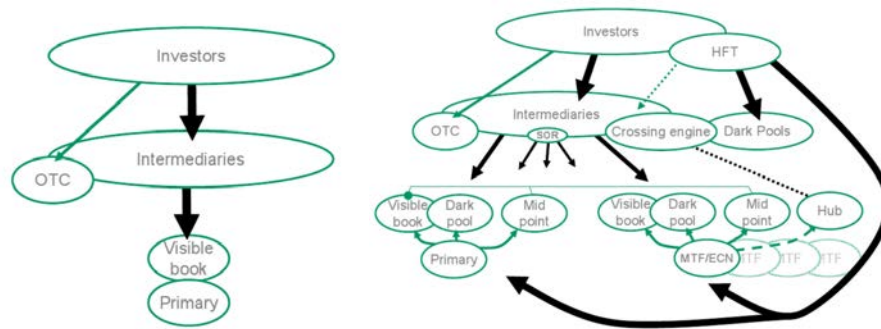 Investors
Intermediaries
OTC
Visible
book
Primary
Investors
HFT
Intermediaries
OTC
SOR
Crossing engine
Dark Pools
Visible
book
Dark
pool
Mid
point
Visible
book
Dark
pool
Mid
point
Hub
Primary
MTF/ECN
MTF
MTF
MTF